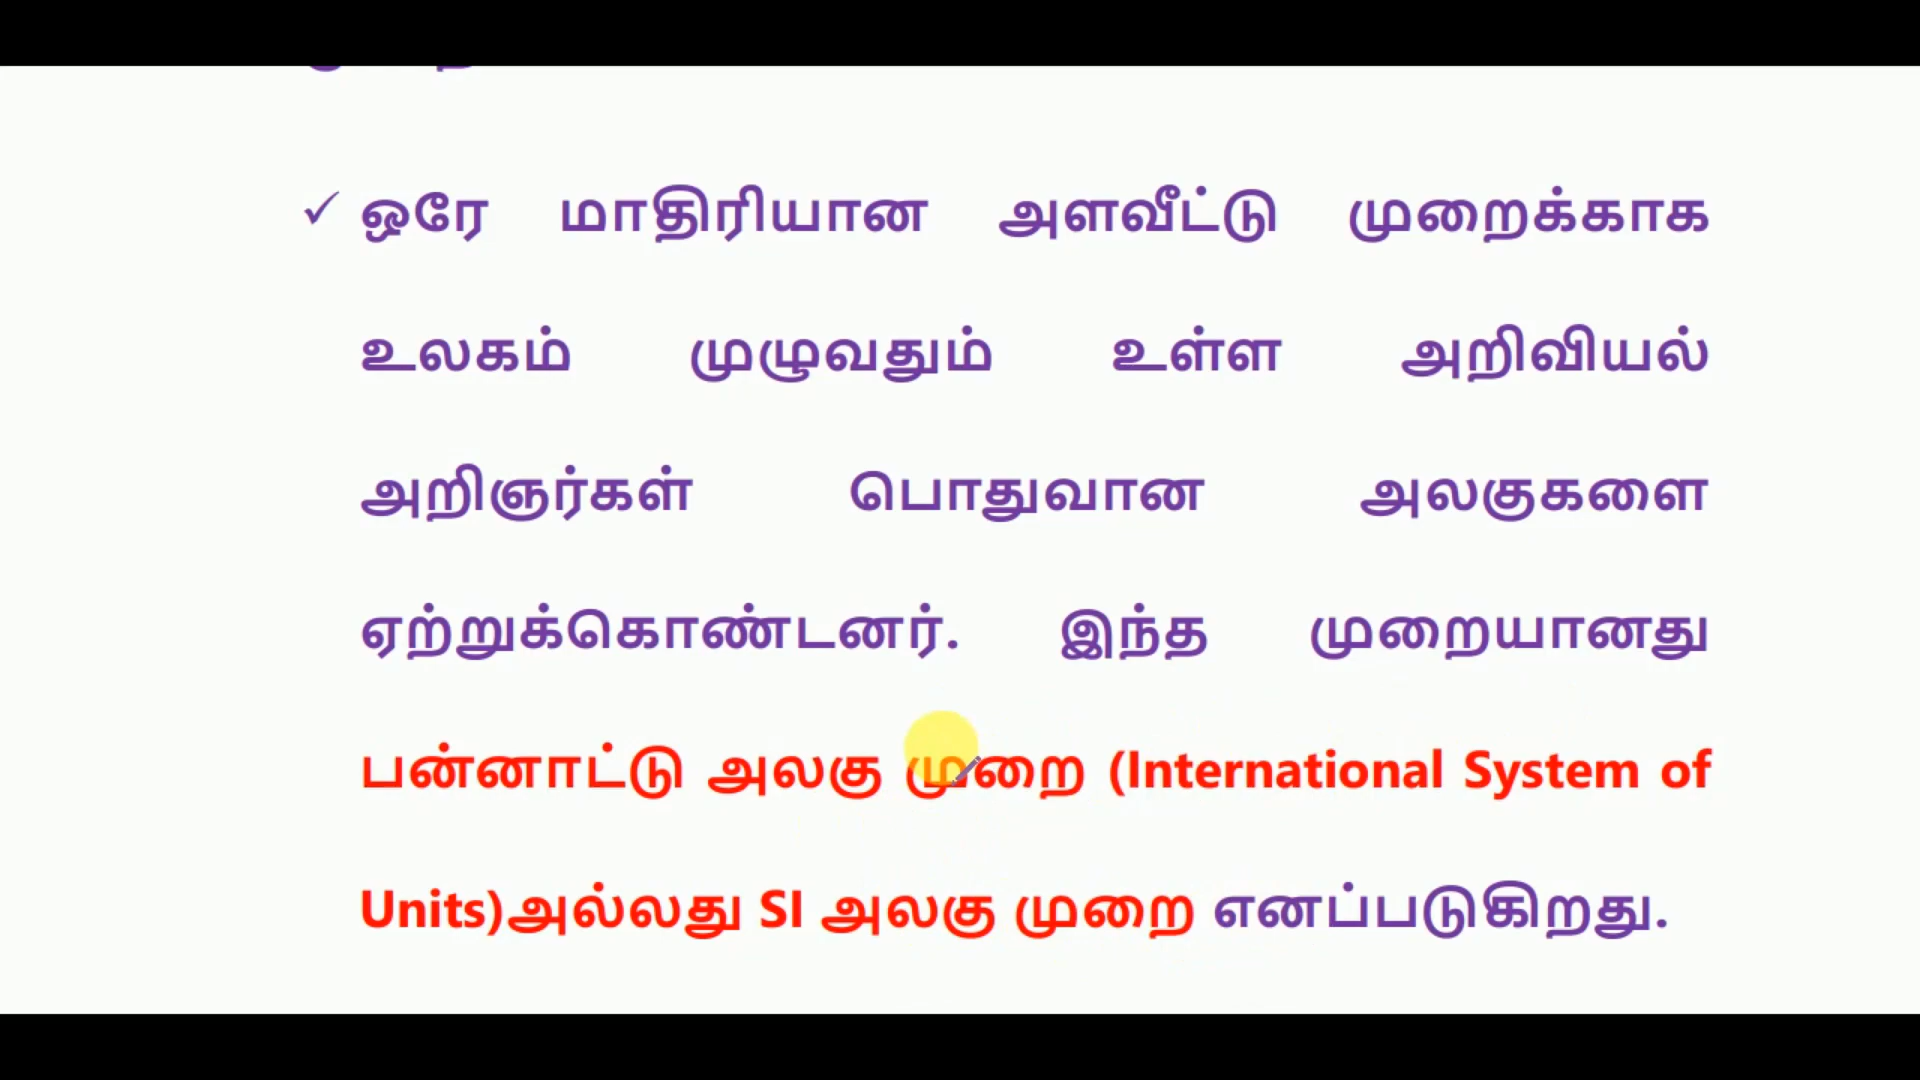 ✓ ஒரே மாதிரியான அளவீட்டு முறைக்காக
உலகம் முழுவதும் உள்ள அறிவியல்
அறிஞர்கள் பொதுவான அலகுகளை
ஏற்றுக்கொண்டனர். இந்த முறையானது
பன்னாட்டு அலகு முறை (International System of
Units)அல்லது SI அலகு முறை எனப்படுகிறது.